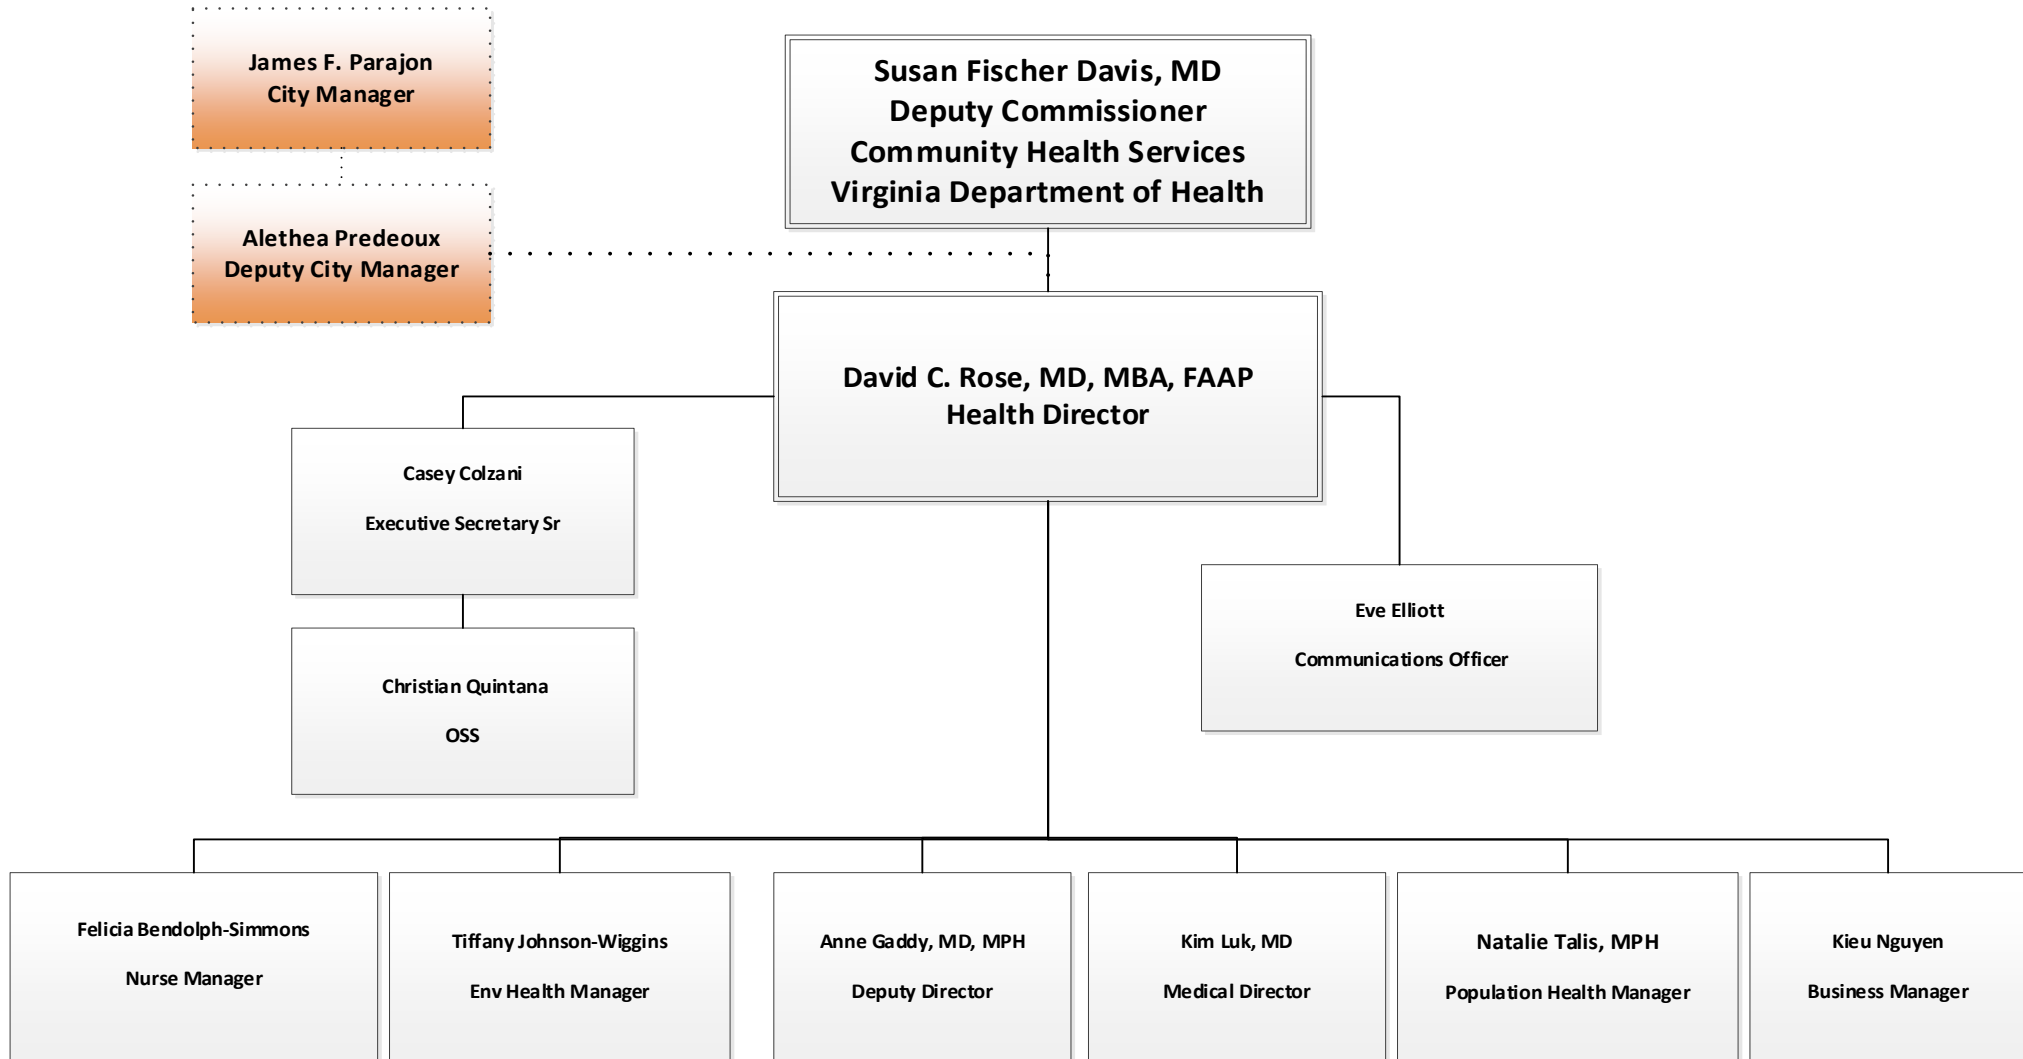 James F. Parajon
City Manager
Susan Fischer Davis, MD
Deputy Commissioner
Community Health Services
Virginia Department of Health
Alethea Predeoux
Deputy City Manager
David C. Rose, MD, MBA, FAAP
Health Director
Casey Colzani
Executive Secretary Sr
Christian Quintana
OSS
Eve Elliott
Communications Officer
Felicia Bendolph-Simmons
Nurse Manager
Tiffany Johnson-Wiggins
Env Health Manager
Anne Gaddy, MD, MPH
Deputy Director
Kim Luk, MD
Medical Director
Natalie Talis, MPH
Population Health Manager
Kieu Nguyen
Business Manager